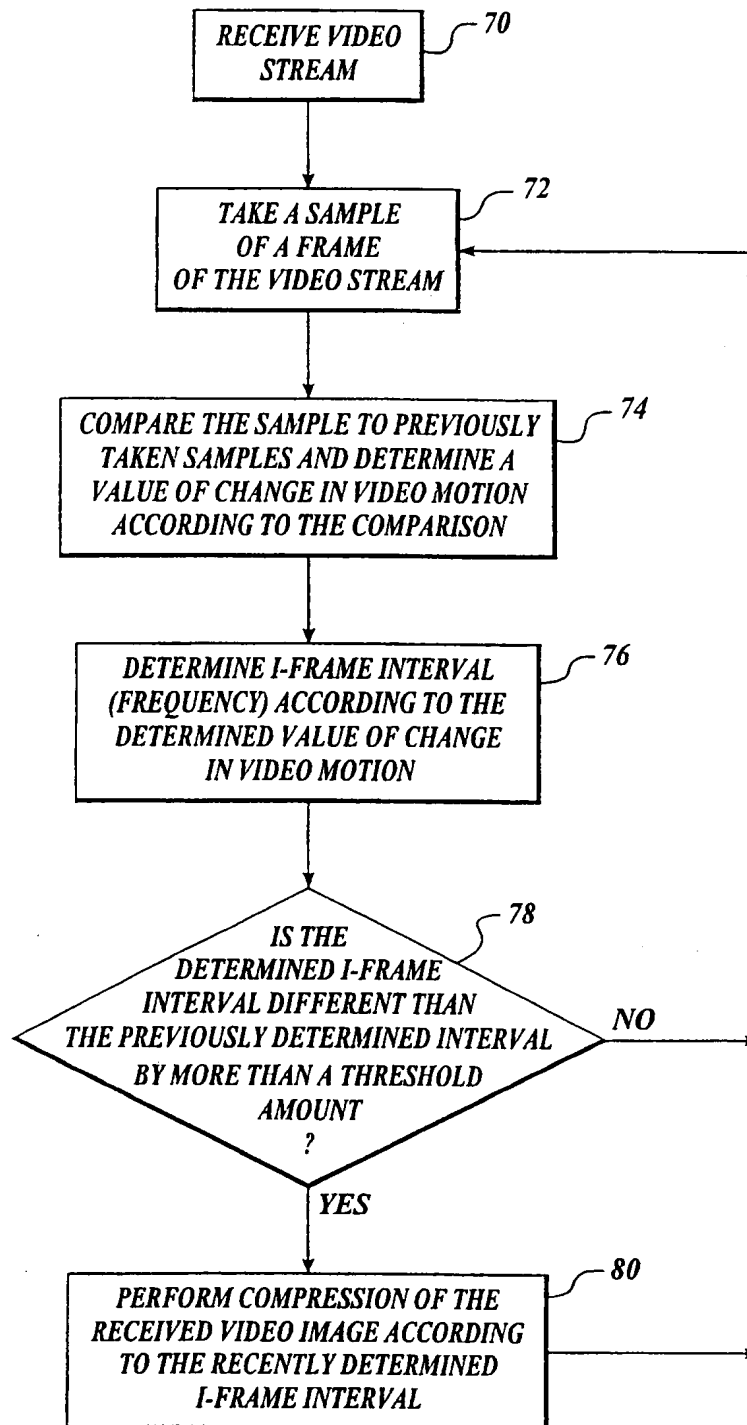 RECEIVE VIDEO
STREAM
70
TAKE A SAMPLE
OF A FRAME
OF THE VIDEO STREAM
72
COMPARE THE SAMPLE TO PREVIOUSLY
TAKEN SAMPLES AND DETERMINE A
VALUE OF CHANGE IN VIDEO MOTION
ACCORDING TO THE COMPARISON
74
DETERMINE I-FRAME INTERVAL
(FREQUENCY) ACCORDING TO THE
DETERMINED VALUE OF CHANGE
IN VIDEO MOTION
76
IS THE
DETERMINED I-FRAME
INTERVAL DIFFERENT THAN
THE PREVIOUSLY DETERMINED INTERVAL
BY MORE THAN A THRESHOLD
AMOUNT
?
78
NO
YES
PERFORM COMPRESSION OF THE
RECEIVED VIDEO IMAGE ACCORDING
TO THE RECENTLY DETERMINED
I-FRAME INTERVAL
80